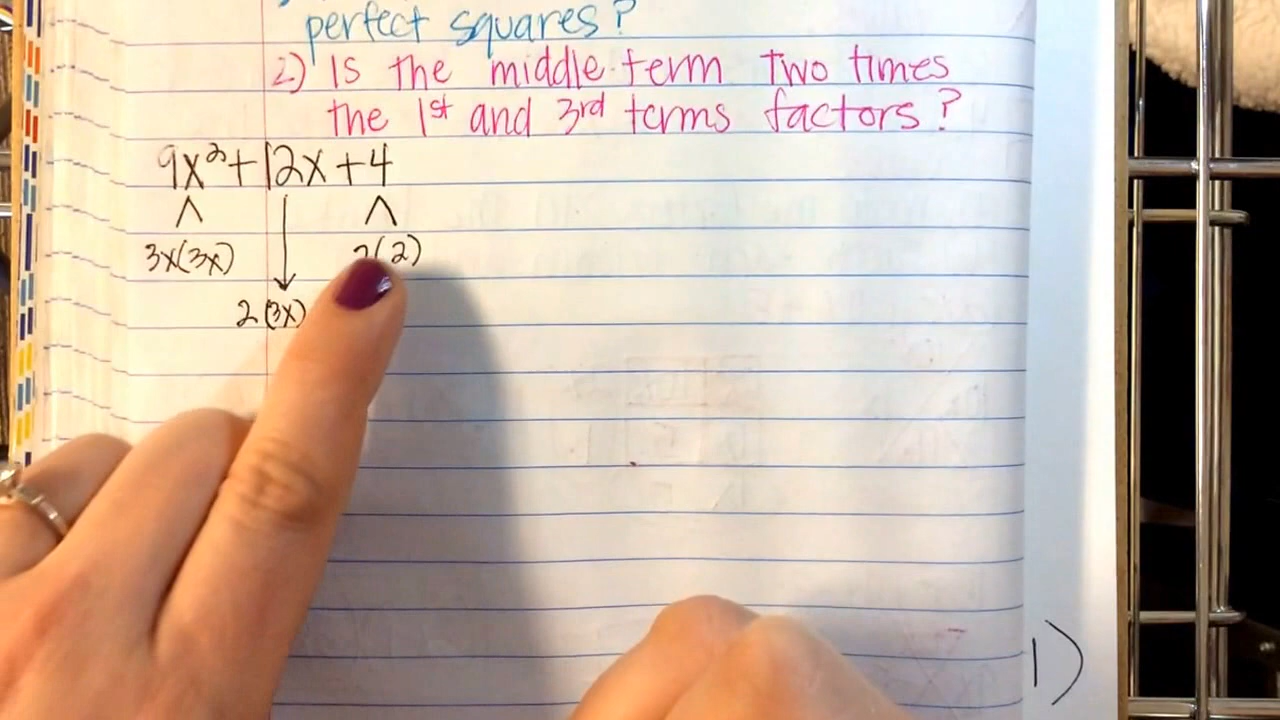 perfect squares?
2) Is the middle term two times
the 1st and 3rd terms factors?
9x²+12x+4
3x(3x) 2(2)
2(3x)
1)